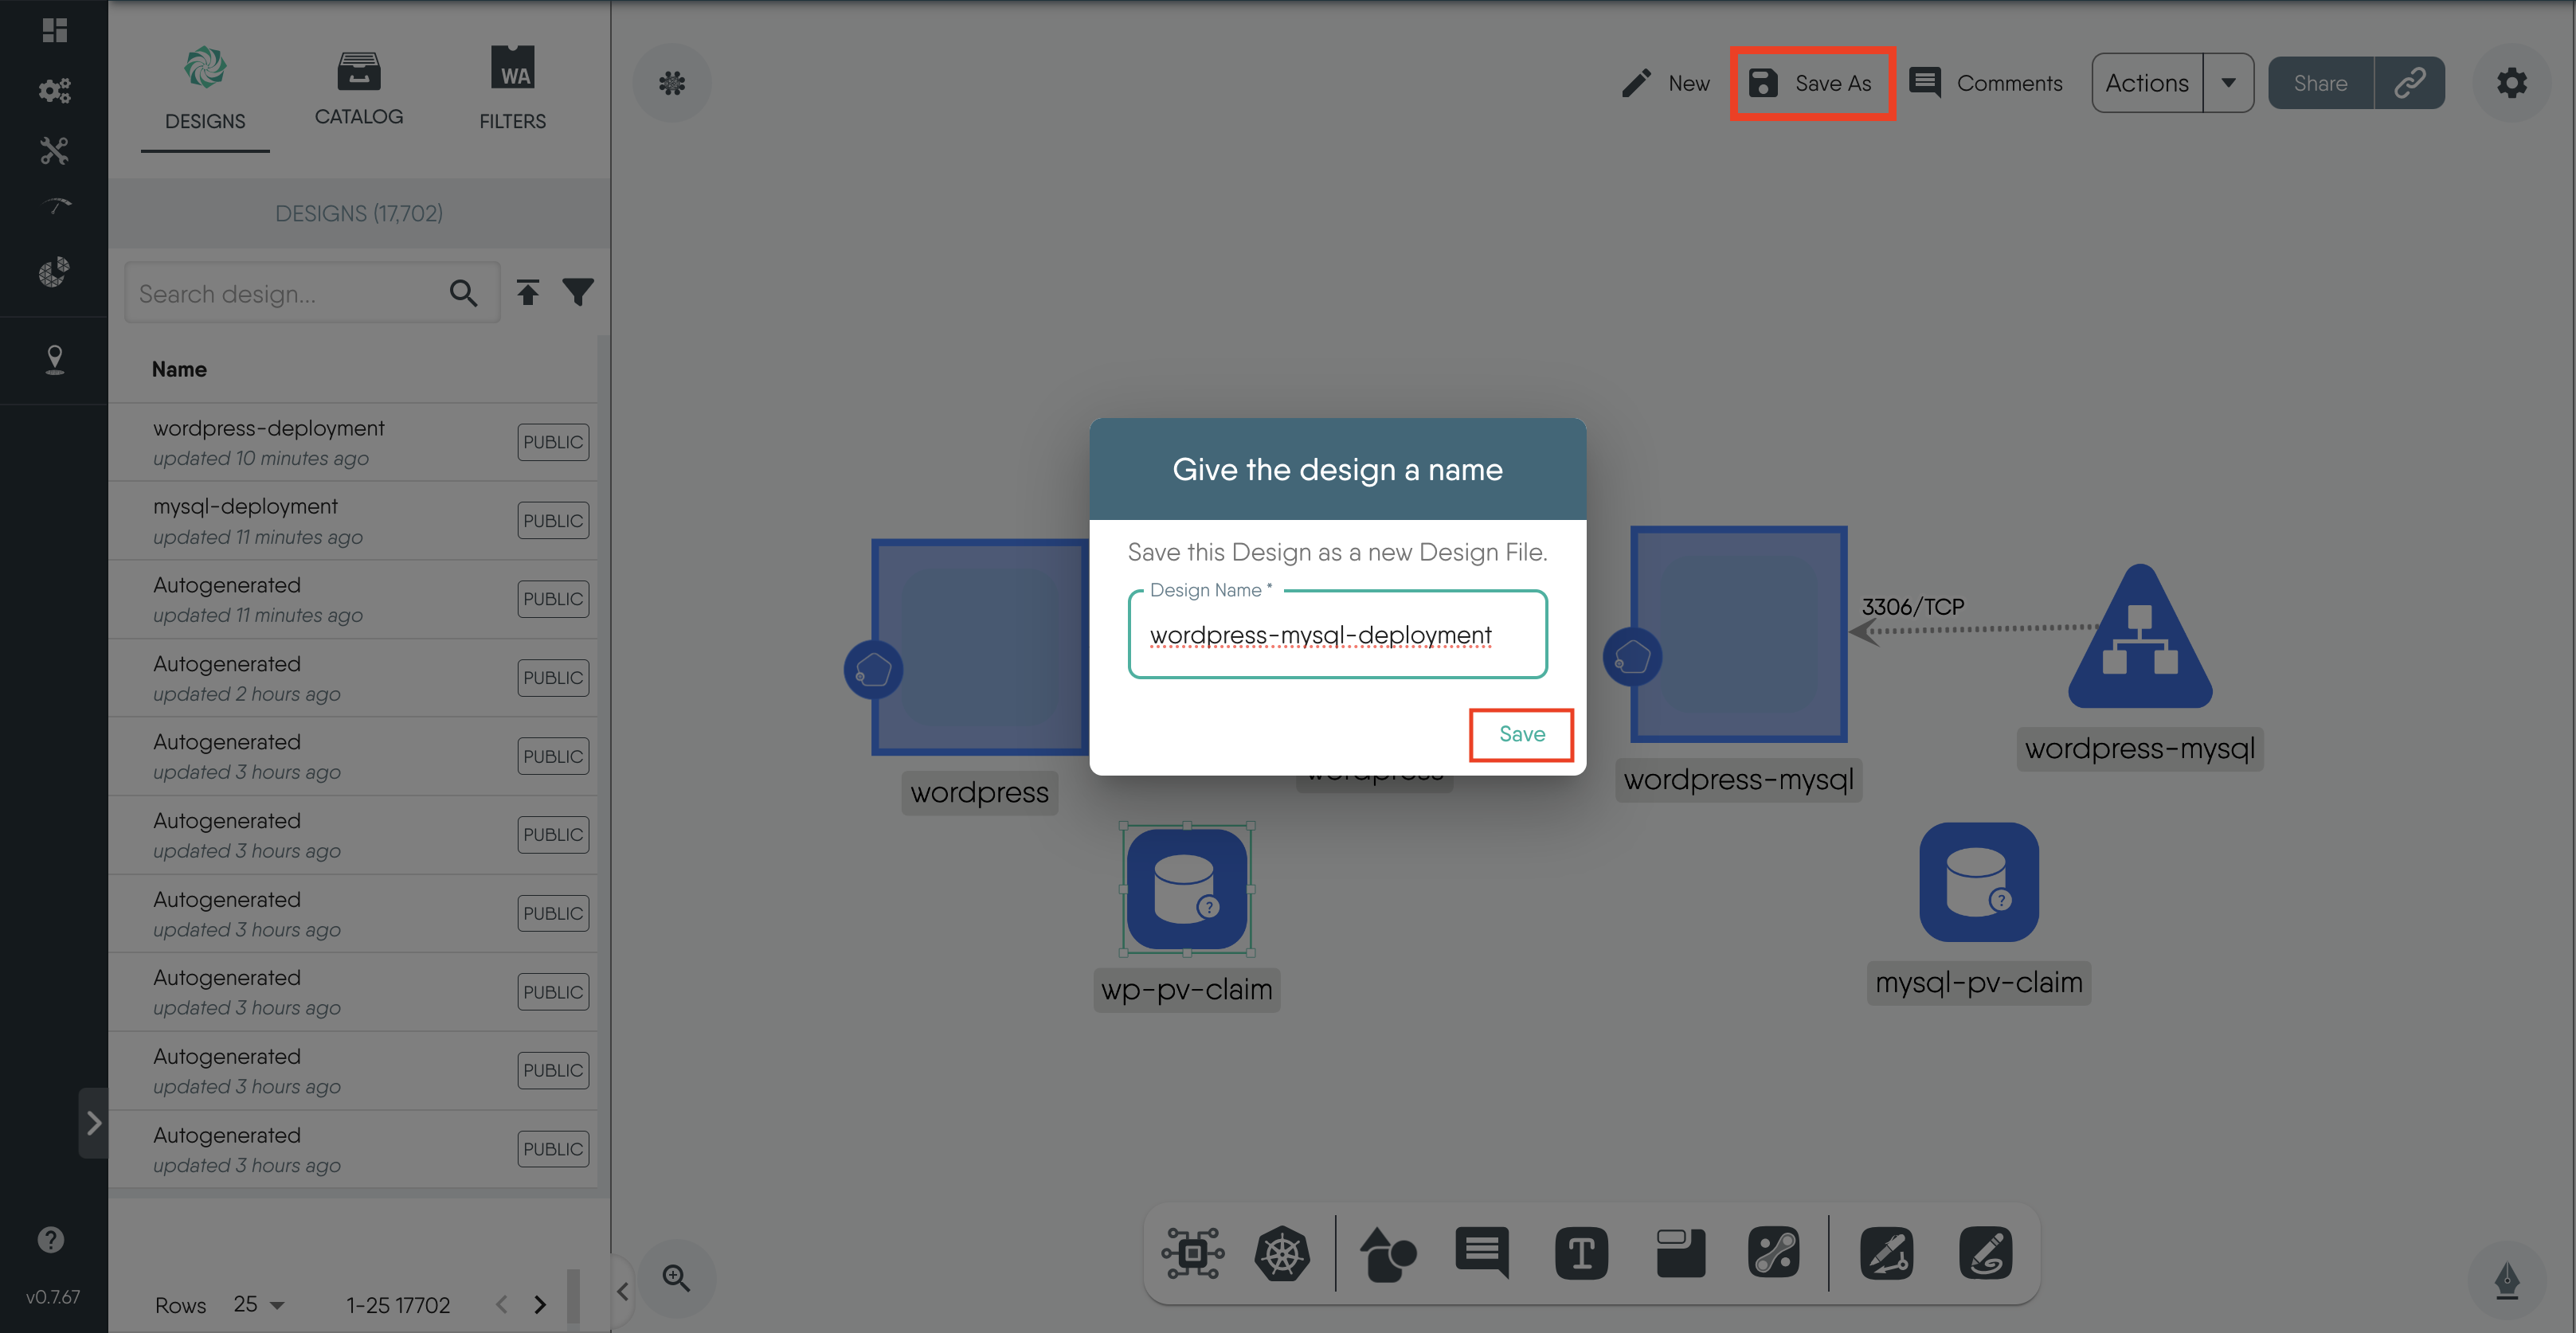 WA
DESIGNS
CATALOG
FILTERS
New
Save As
Comments
Actions
Share
DESIGNS (17,702)
Search design...
Name
wordpress-deployment
updated 10 minutes ago
PUBLIC
mysql-deployment
updated 11 minutes ago
PUBLIC
Autogenerated
updated 11 minutes ago
PUBLIC
Autogenerated
updated 2 hours ago
PUBLIC
Autogenerated
updated 3 hours ago
PUBLIC
Autogenerated
updated 3 hours ago
PUBLIC
Autogenerated
updated 3 hours ago
PUBLIC
Autogenerated
updated 3 hours ago
PUBLIC
Autogenerated
updated 3 hours ago
PUBLIC
Autogenerated
updated 3 hours ago
PUBLIC
Rows 25 1-25 17702
v0.7.67
Give the design a name
Save this Design as a new Design File.
Design Name *
wordpress-mysql-deployment
Save
3306/TCP
wordpress
wordpress
wordpress-mysql
wordpress-mysql
?
wp-pv-claim
?
mysql-pv-claim
T
?